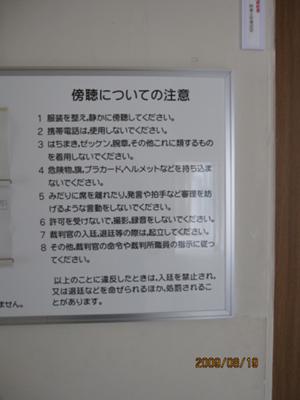 傍聴についての注意
1 服装を整え,静かに傍聴してください。
2 携帯電話は,使用しないでください。
3 はちまき,ゼッケン,腕章,その他これに類するもの
を着用しないでください。
4 危険物,旗,プラカード,ヘルメットなどを持ち込ま
ないでください。
5 みだりに席を離れたり,発言や拍手など審理を妨
げるような言動をしないでください。
6 許可を受けないで,撮影,録音をしないでください。
7 裁判官の入廷,退廷等の際は,起立してください。
8 その他,裁判官の命令や裁判所職員の指示に従っ
てください。
以上のことに違反したときは,入廷を禁止され,
又は退廷などを命ぜられるほか,処罰されるこ
とがあります。
ません。
2009/08/19